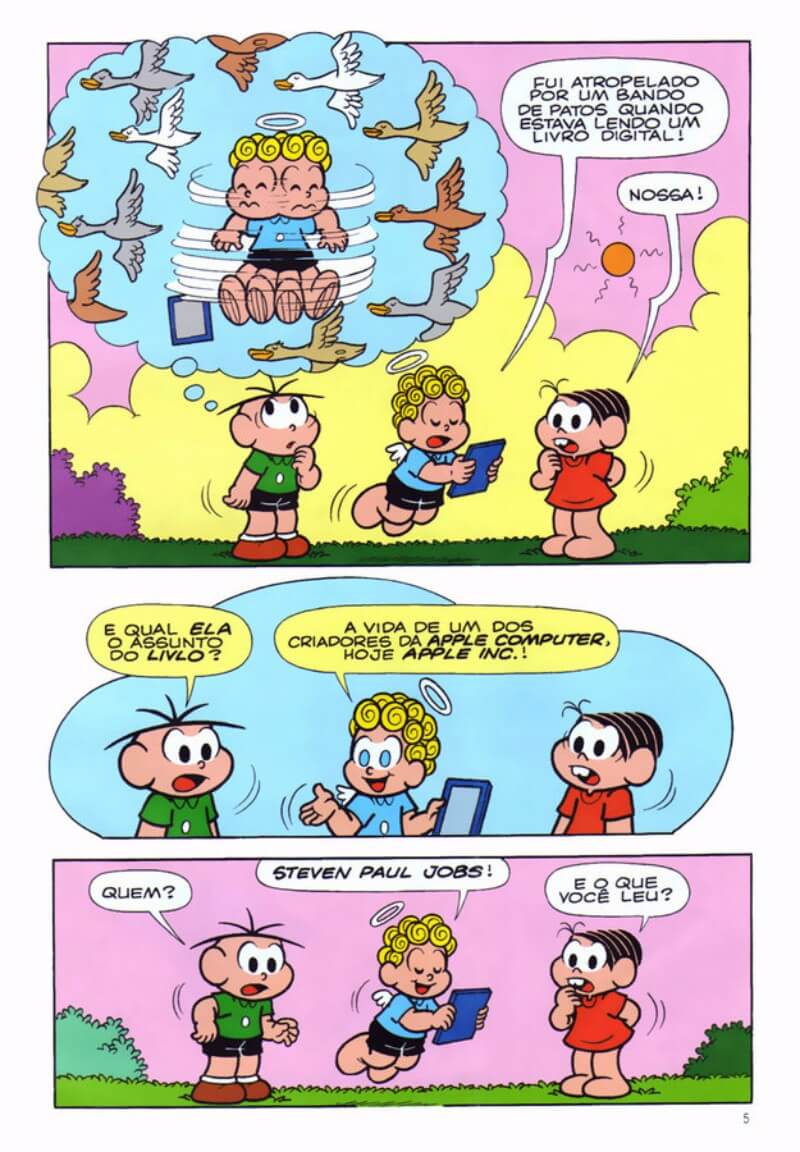 FUI ATROPELADO
POR UM BANDO
DE PATOS QUANDO
ESTAVA LENDO UM
LIVRO DIGITAL!
NOSSA!
E QUAL ELA
O ASSUNTO
DO LIVLO?
A VIDA DE UM DOS
CRIADORES DA APPLE COMPUTER,
HOJE APPLE INC.!
QUEM?
STEVEN PAUL JOBS!
E O QUE
VOCÊ LEU?
5